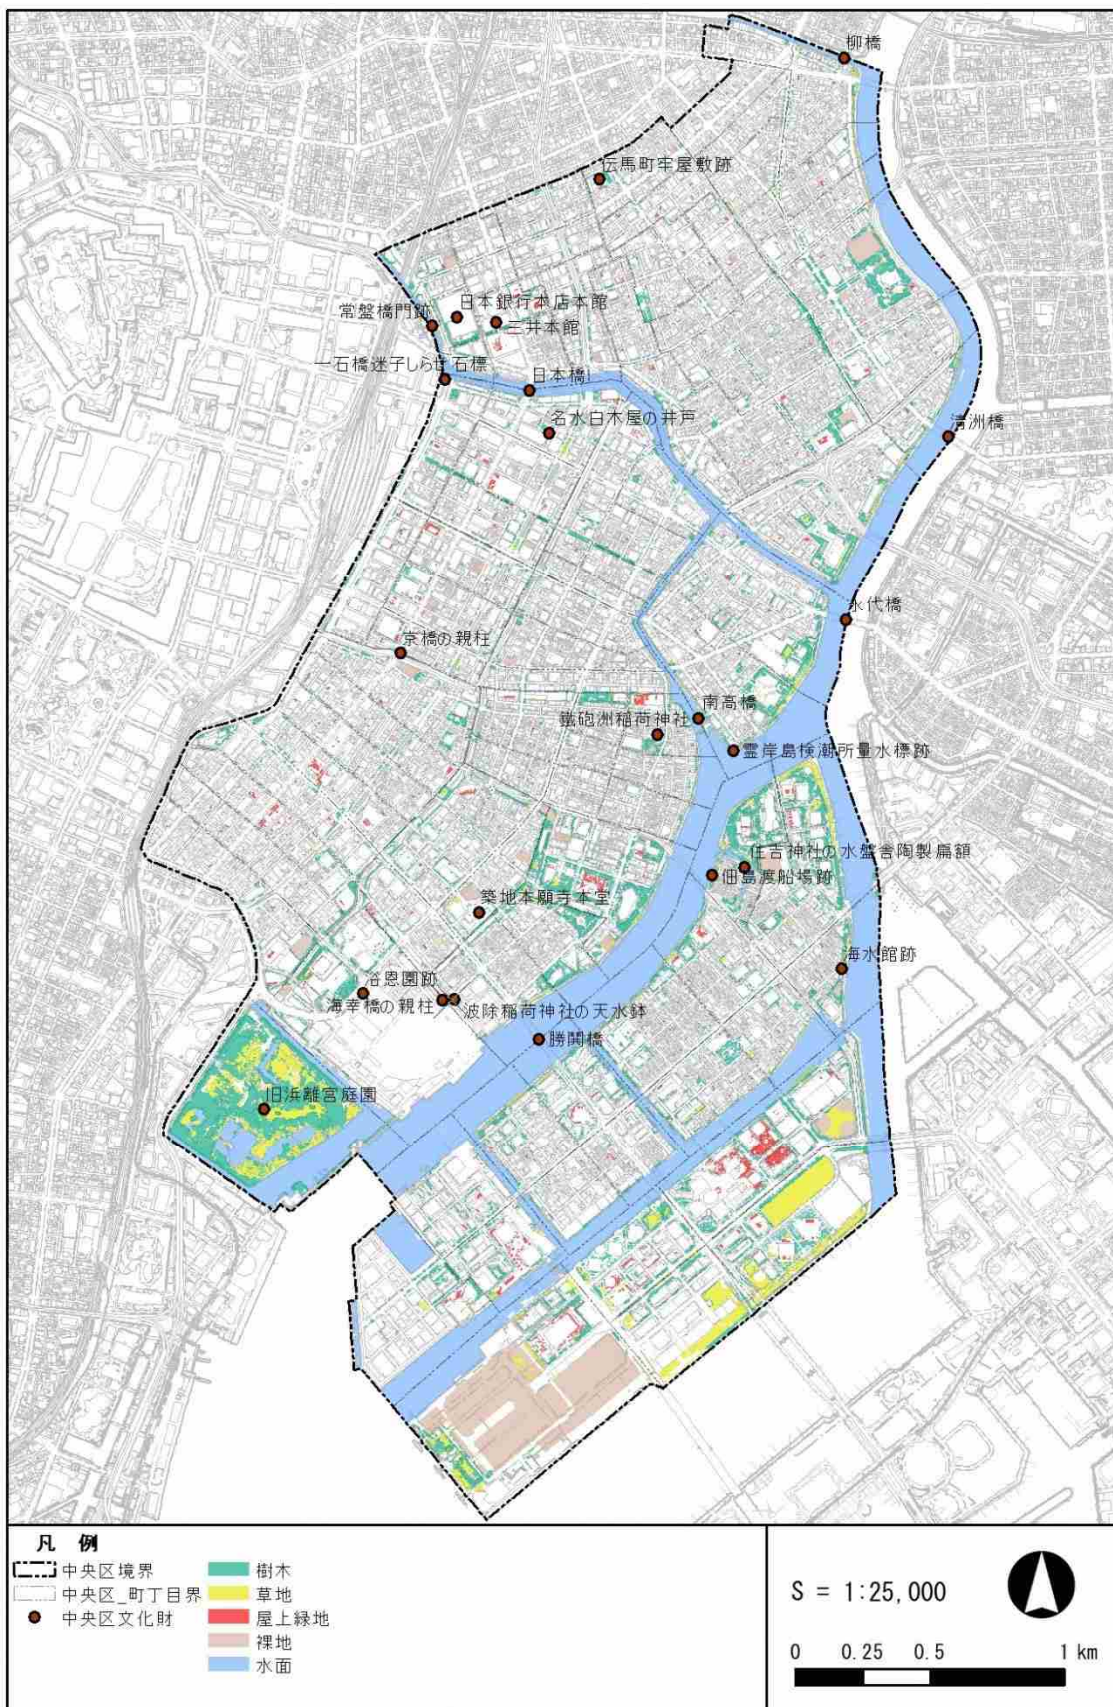 柳橋
伝馬町牢屋敷跡
日本銀行本店本館
常盤橋門跡
三井本館
一石橋迷子しらせ石標
日本橋
名水白木屋の井戸
清洲橋
永代橋
京橋の親柱
南高橋
鐵砲洲稲荷神社
霊岸島検潮所量水標跡
住吉神社の水盤舎陶製扁額
佃島渡船場跡
築地本願寺本堂
海水館跡
浴恩園跡
海幸橋の親柱
波除稲荷神社の天水鉢
勝鬨橋
旧浜離宮庭園
凡 例
中央区境界
中央区_町丁目界
中央区文化財
樹木
草地
屋上緑地
裸地
水面
S = 1:25,000
0 0.25 0.5 1 km